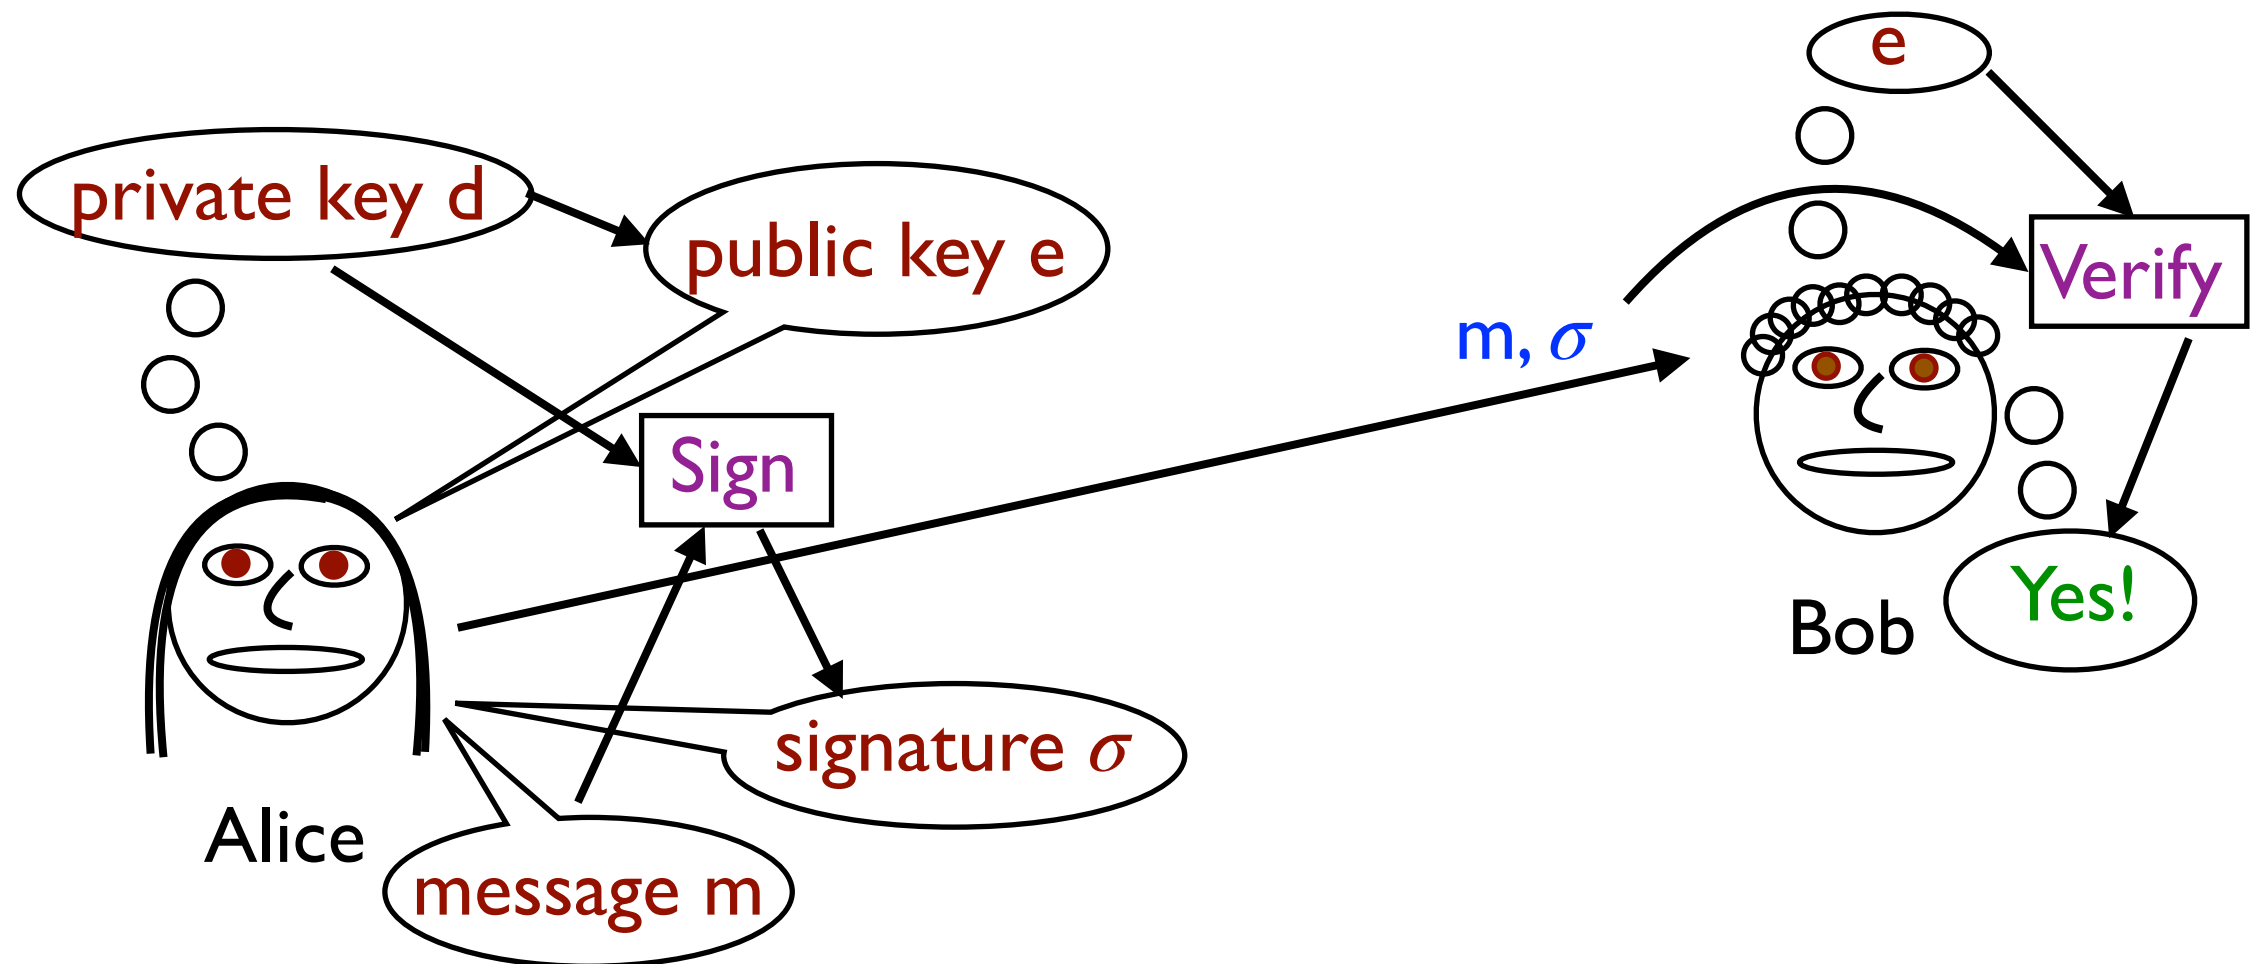 e
private key d
public key e
Verify
m, σ
Sign
Yes!
Bob
signature σ
Alice
message m